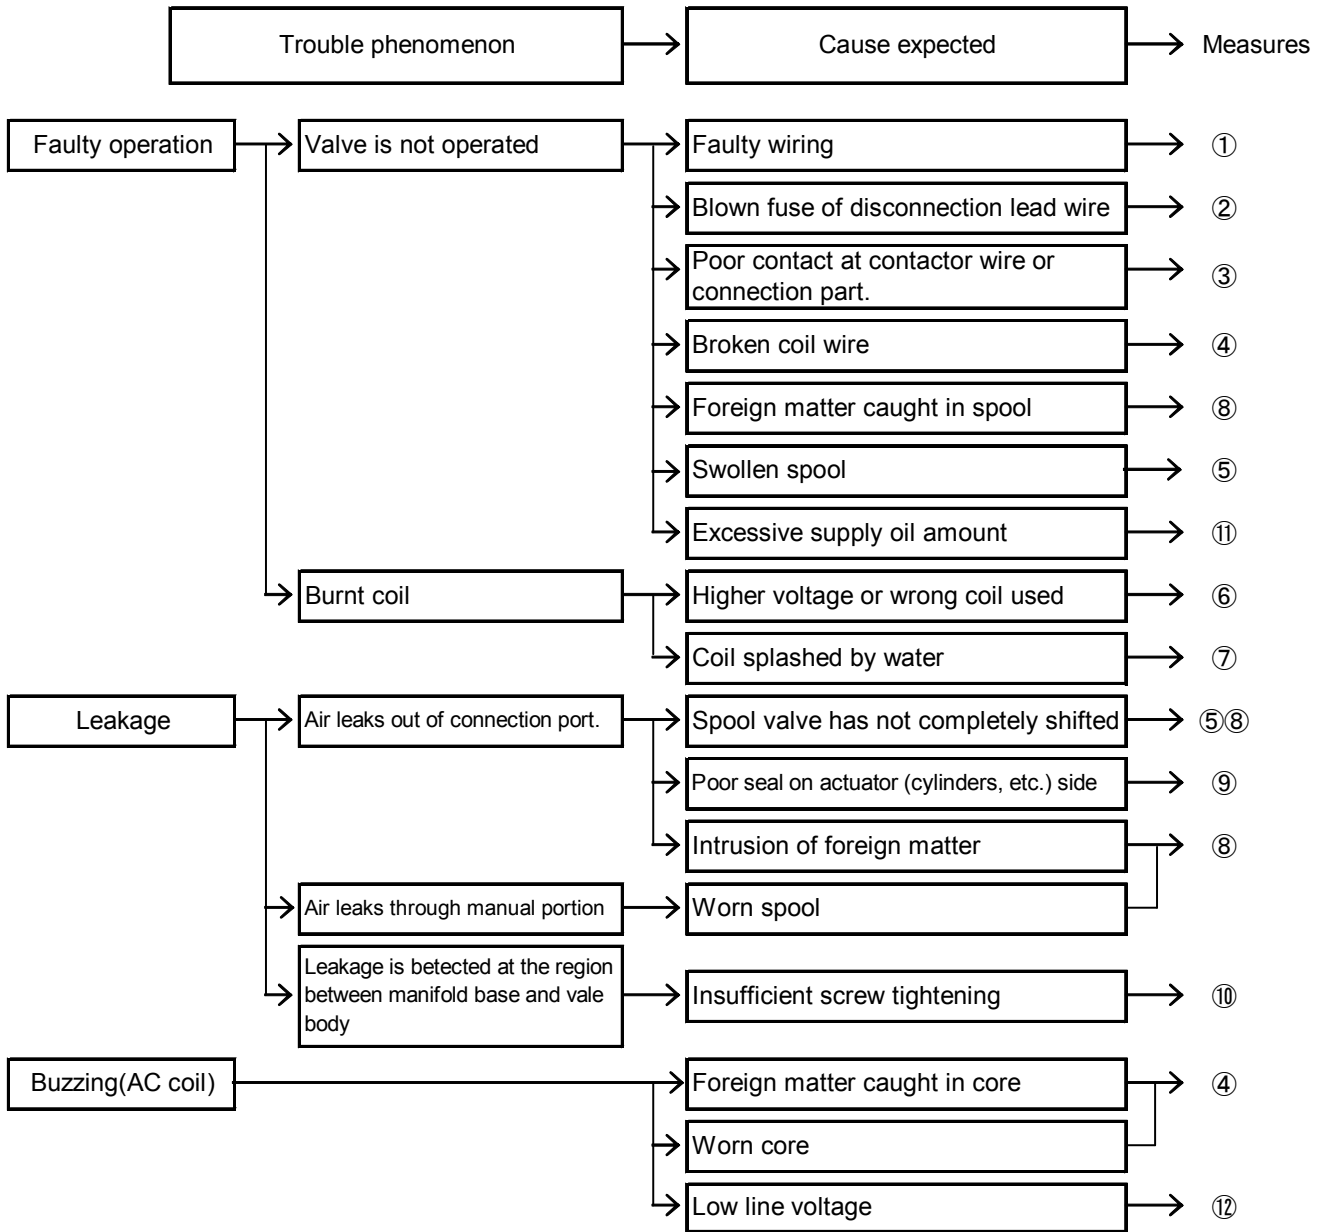 Trouble phenomenon
Cause expected
Measures
Faulty operation
Valve is not operated
Faulty wiring
①
Blown fuse of disconnection lead wire
②
Poor contact at contactor wire or
connection part.
③
Broken coil wire
④
Foreign matter caught in spool
⑧
Swollen spool
⑤
Excessive supply oil amount
⑪
Burnt coil
Higher voltage or wrong coil used
⑥
Coil splashed by water
⑦
Leakage
Air leaks out of connection port.
Spool valve has not completely shifted
⑤⑧
Poor seal on actuator (cylinders, etc.) side
⑨
Intrusion of foreign matter
⑧
Air leaks through manual portion
Worn spool
Leakage is betected at the region
between manifold base and vale
body
Insufficient screw tightening
⑩
Buzzing(AC coil)
Foreign matter caught in core
④
Worn core
Low line voltage
⑫